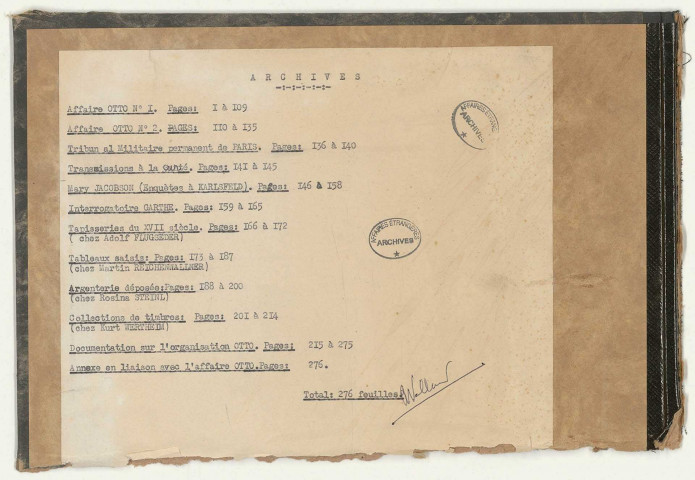 A R C H I V E S
-:-:-:-:-:-
Affaire OTTO N° I. Pages: I à I09
Affaire OTTO N° 2. PAGES: II0 à I35
Tribun al Militaire permanent de PARIS. Pages: I36 à I40
Transmissions à la Pages: I4I à I45
Mary JACOBSON (Enquêtes à KARLSFELD). Pages: I46 à I58
Interrogatoire GARTHE. Pages: I59 à I65
Tapisseries du XVII siècle. Pages: I66 à I72
( chez Adolf FLUGSEDER)
Tableaux saisis: Pages: I73 à I87
(chez Martin REICHENWALLNER)
Argenterie déposée:Pages: I88 à 200
(chez Rosina STEINL)
Collections de timbres: Pages: 20I à 2I4
(chez Kurt WERTHEIM)
Documentation sur l'organisation OTTO. Pages: 2I5 à 275
Annexe en liaison avec l'affaire OTTO.Pages: 276.
Total: 276 feuilles
AFFAIRES ETRANGERES
ARCHIVES
AFFAIRES ETRANGERES
ARCHIVES